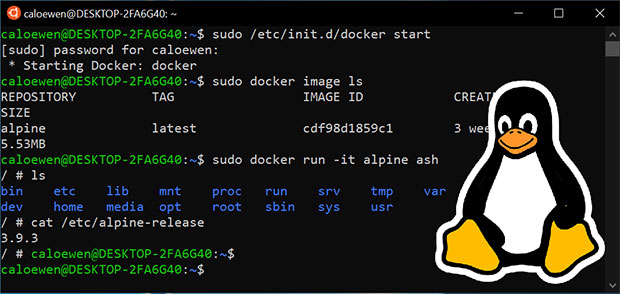 caloewen@DESKTOP-2FA6G40: ~
caloewen@DESKTOP-2FA6G40:~$ sudo /etc/init.d/docker start
[sudo] password for caloewen:
 * Starting Docker: docker
caloewen@DESKTOP-2FA6G40:~$ sudo docker image ls
REPOSITORY TAG IMAGE ID
SIZE
alpine latest cdf98d1859c1 3
5.53MB
caloewen@DESKTOP-2FA6G40:~$ sudo docker run -it alpine ash
/ # ls
bin etc lib mnt proc run srv tmp var
dev home media opt root sbin sys usr
/ # cat /etc/alpine-release
3.9.3
/ # caloewen@DESKTOP-2FA6G40:~$
caloewen@DESKTOP-2FA6G40:~$